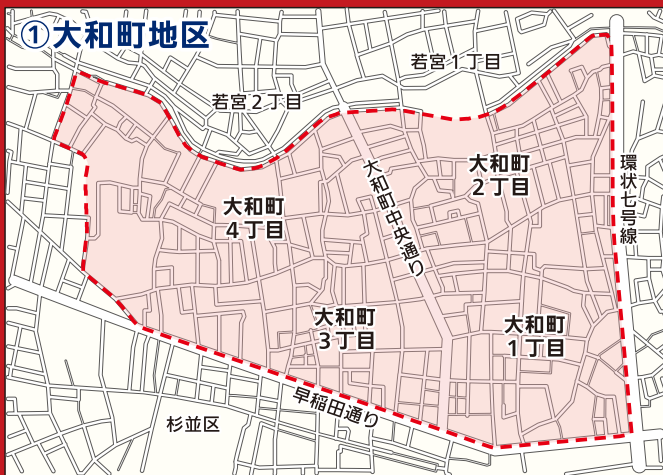 ①大和町地区
若宮1丁目
若宮2丁目
大和町
2丁目
環状七号線
大和町中央通り
大和町
4丁目
大和町
3丁目
大和町
1丁目
早稲田通り
杉並区